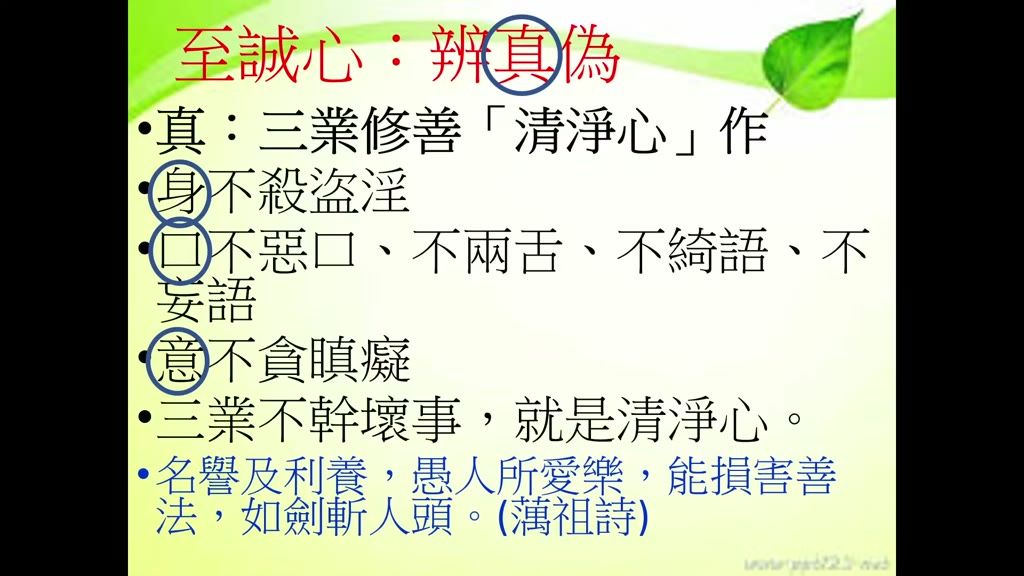 至誠心：辨真偽
•真：三業修善「清淨心」作
•身不殺盜淫
•口不惡口、不兩舌、不綺語、不
妄語
•意不貪瞋癡
•三業不幹壞事，就是清淨心。
•名譽及利養，愚人所愛樂，能損害善
法，如劍斬人頭。(蕅祖詩)
www.ppt123.net